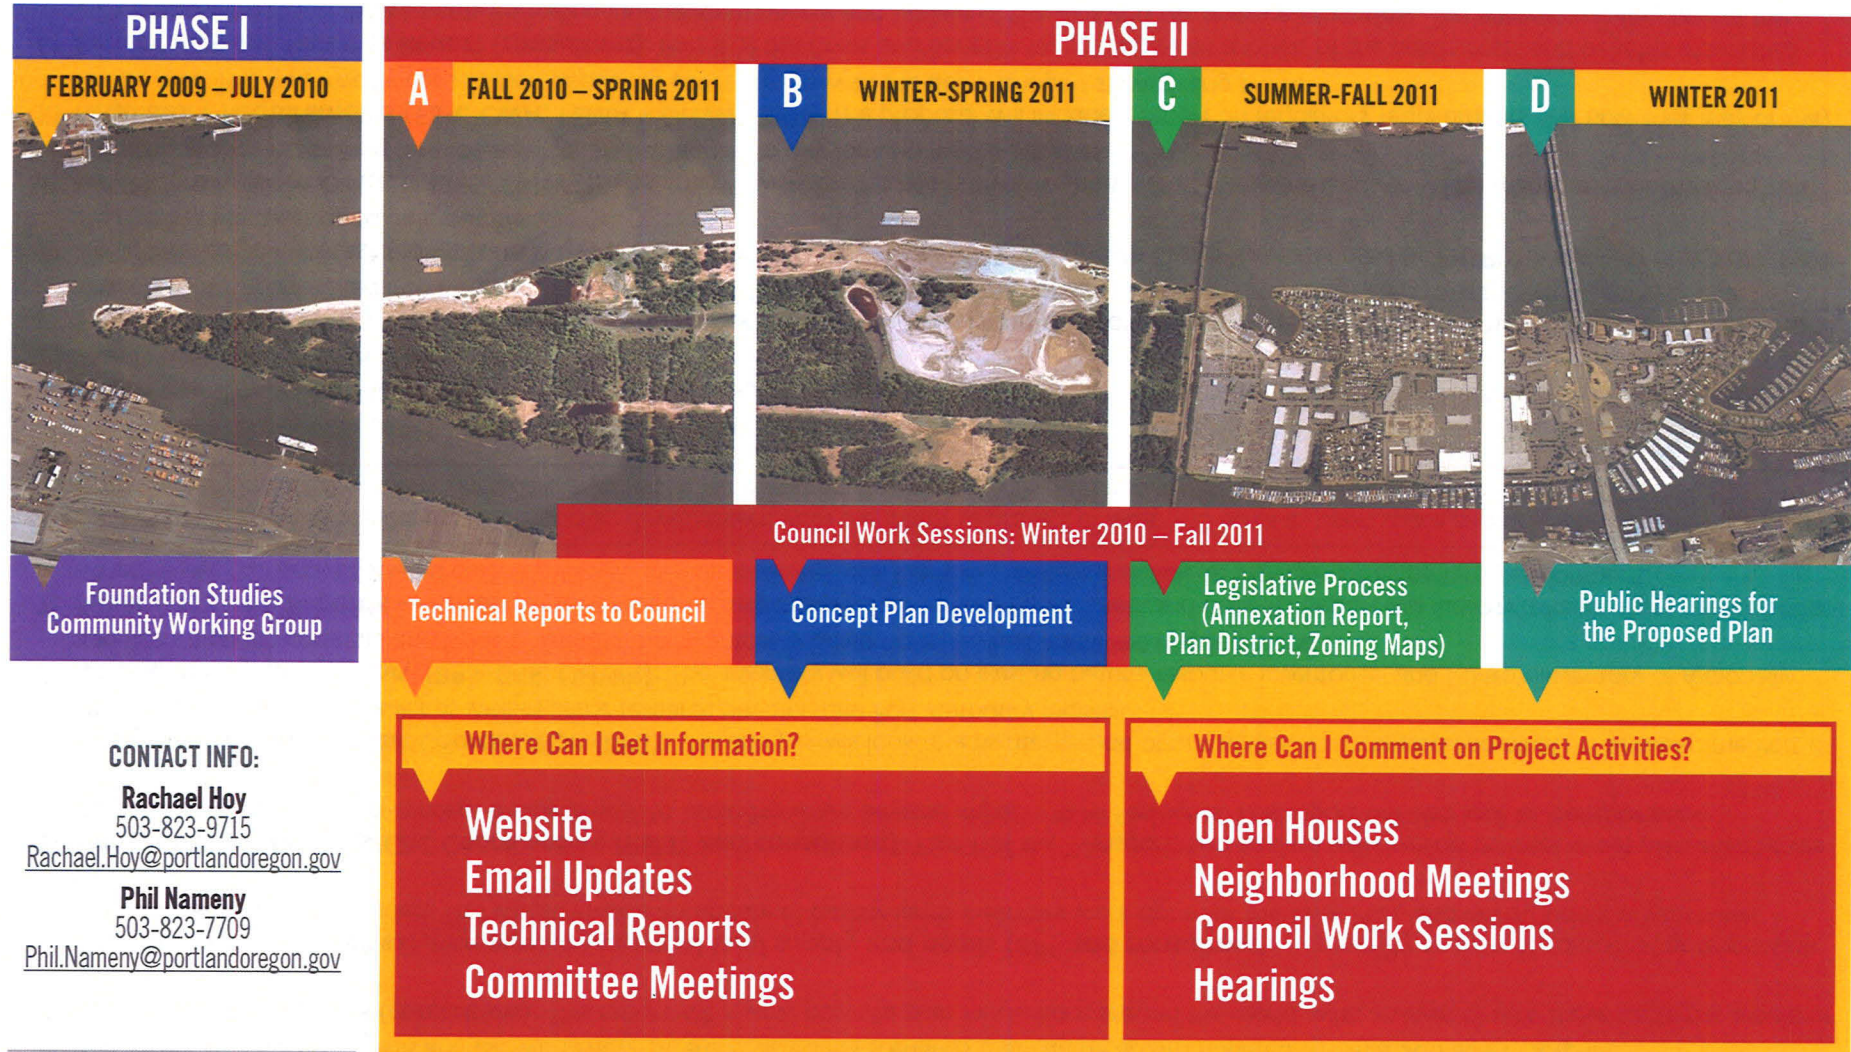 PHASE I
FEBRUARY 2009 – JULY 2010
Foundation Studies
Community Working Group
PHASE II
A
FALL 2010 – SPRING 2011
B
WINTER-SPRING 2011
C
SUMMER-FALL 2011
D
WINTER 2011
Council Work Sessions: Winter 2010 – Fall 2011
Technical Reports to Council
Concept Plan Development
Legislative Process
(Annexation Report,
Plan District, Zoning Maps)
Public Hearings for
the Proposed Plan
CONTACT INFO:
Rachael Hoy
503-823-9715
Rachael.Hoy@portlandoregon.gov
Phil Nameny
503-823-7709
Phil.Nameny@portlandoregon.gov
Where Can I Get Information?
Website
Email Updates
Technical Reports
Committee Meetings
Where Can I Comment on Project Activities?
Open Houses
Neighborhood Meetings
Council Work Sessions
Hearings